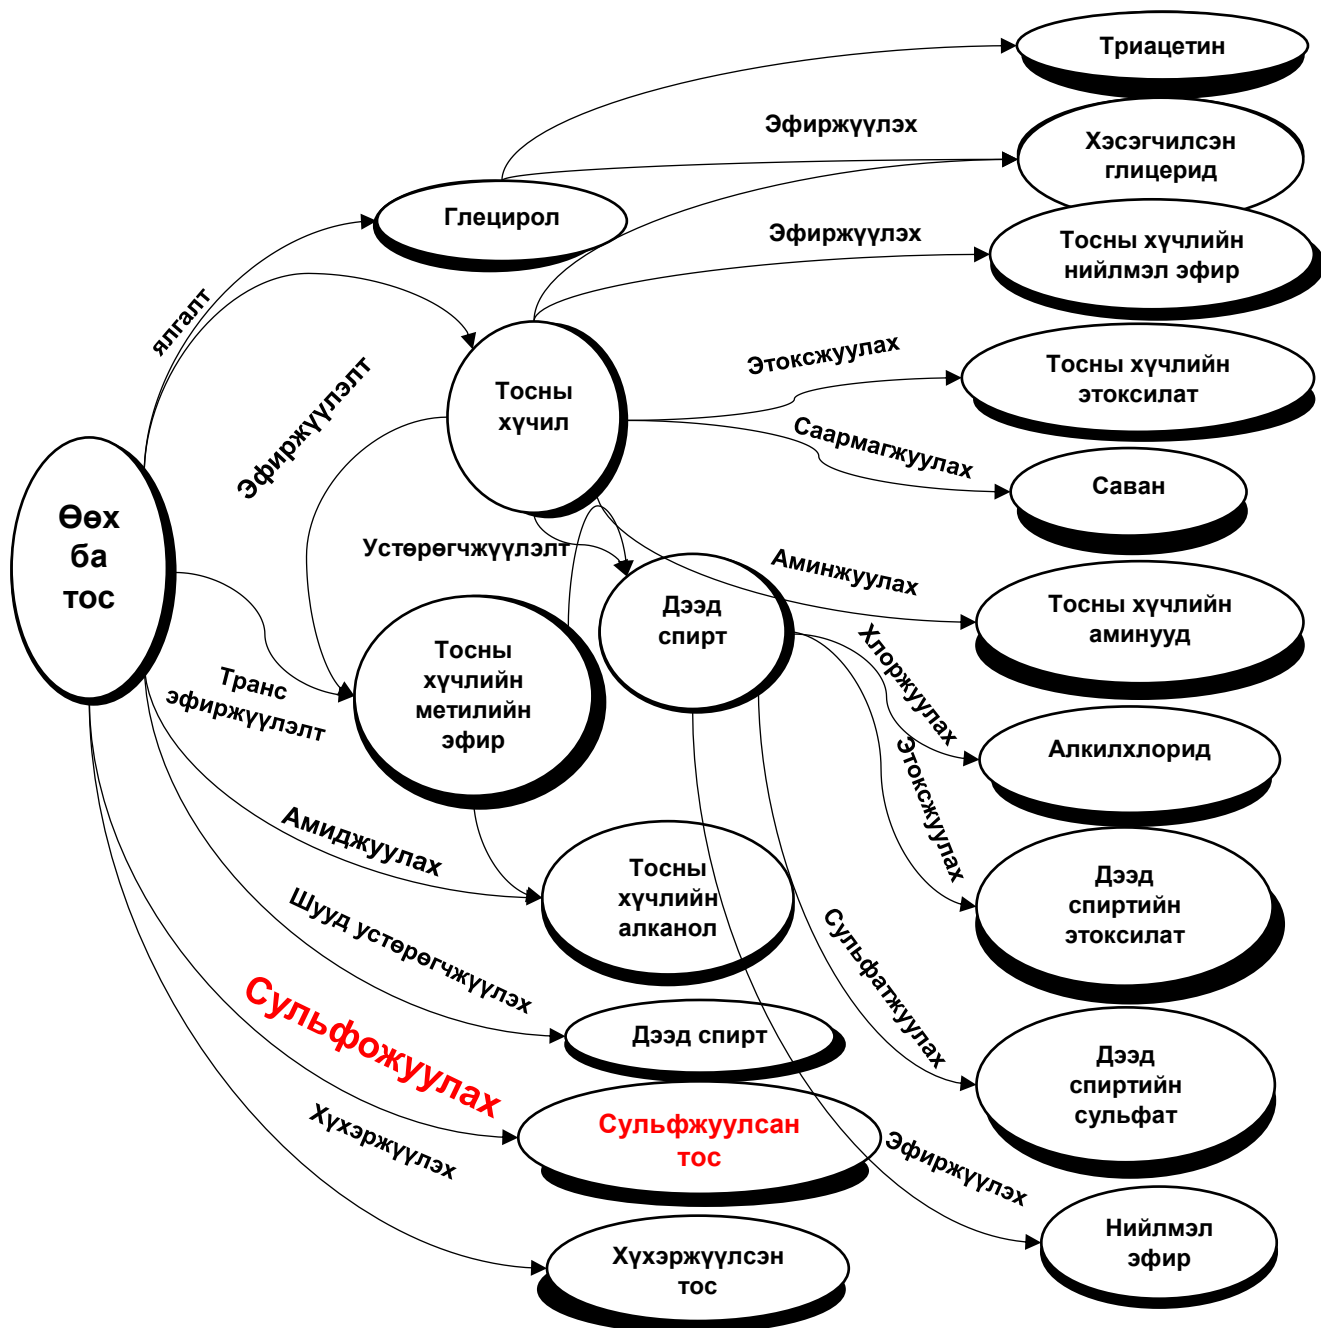 Триацетин
Эфиржүүлэх
Хэсэгчилсэн
глицерид
Глецирол
Эфиржүүлэх
Тосны хүчлийн
нийлмэл эфир
ялгалт
Эфиржүүлэлт
Тосны
хүчил
Этоксжуулах
Тосны хүчлийн
этоксилат
Саармагжуулах
Саван
Өөх
ба
тос
Устөрөгчжүүлэлт
Аминжуулах
Дээд
спирт
Тосны хүчлийн
аминууд
Транс
эфиржүүлэлт
Тосны
хүчлийн
метилийн
эфир
Хлоржуулах
Алкилхлорид
Этоксжуулах
Амиджуулах
Тосны
хүчлийн
алканол
Дээд
спиртийн
этоксилат
Шууд устөрөгчжүүлэх
Дээд спирт
Сульфатжуулах
Дээд
спиртийн
сульфат
Сульфожуулах
Сульфжуулсан
тос
Хүхэржүүлэх
Эфиржүүлэх
Хүхэржүүлсэн
тос
Нийлмэл
эфир